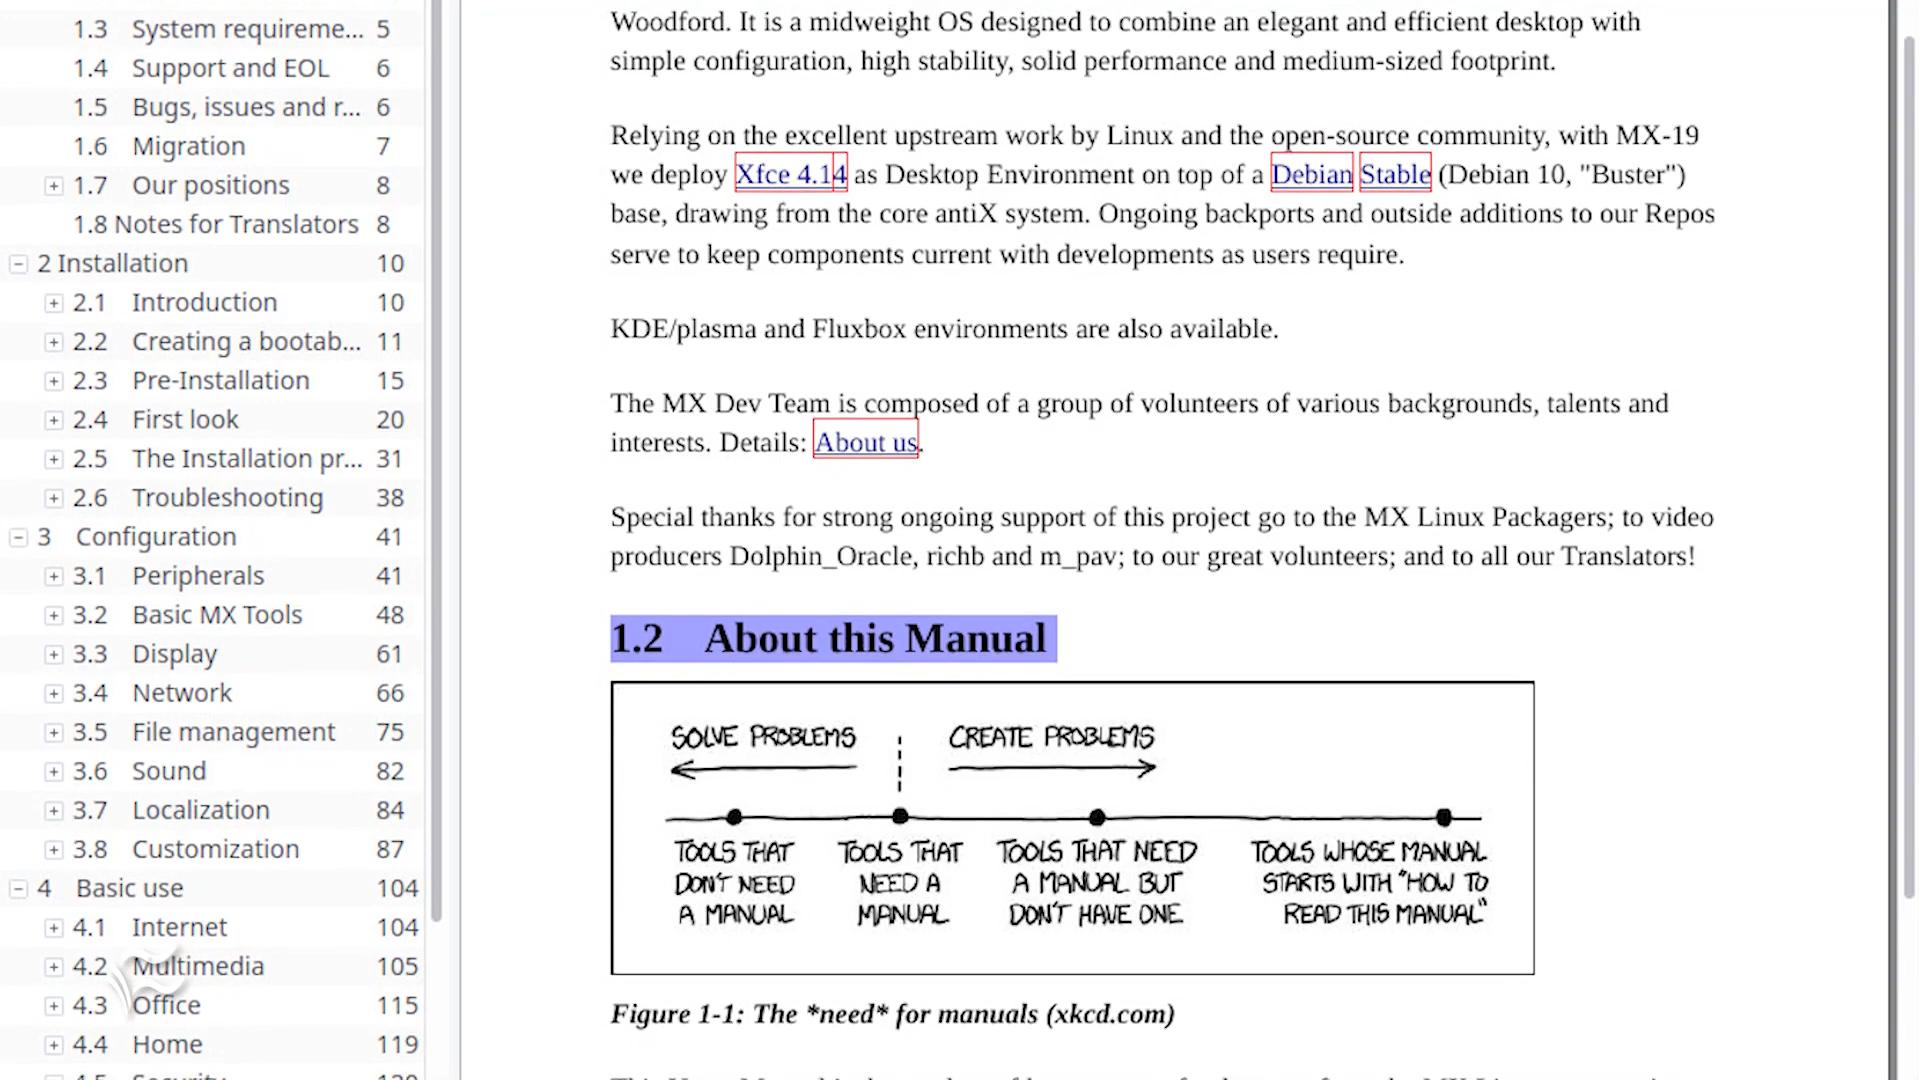 1.3 System requireme... 5
1.4 Support and EOL 6
1.5 Bugs, issues and r... 6
1.6 Migration 7
1.7 Our positions 8
1.8 Notes for Translators 8
2 Installation 10
2.1 Introduction 10
2.2 Creating a bootab... 11
2.3 Pre-Installation 15
2.4 First look 20
2.5 The Installation pr... 31
2.6 Troubleshooting 38
3 Configuration 41
3.1 Peripherals 41
3.2 Basic MX Tools 48
3.3 Display 61
3.4 Network 66
3.5 File management 75
3.6 Sound 82
3.7 Localization 84
3.8 Customization 87
4 Basic use 104
4.1 Internet 104
4.2 Multimedia 105
4.3 Office 115
4.4 Home 119
Woodford. It is a midweight OS designed to combine an elegant and efficient desktop with
simple configuration, high stability, solid performance and medium-sized footprint.
Relying on the excellent upstream work by Linux and the open-source community, with MX-19
we deploy Xfce 4.14 as Desktop Environment on top of a Debian Stable (Debian 10, "Buster")
base, drawing from the core antiX system. Ongoing backports and outside additions to our Repos
serve to keep components current with developments as users require.
KDE/plasma and Fluxbox environments are also available.
The MX Dev Team is composed of a group of volunteers of various backgrounds, talents and
interests. Details: About us.
Special thanks for strong ongoing support of this project go to the MX Linux Packagers; to video
producers Dolphin_Oracle, richb and m_pav; to our great volunteers; and to all our Translators!
1.2 About this Manual
SOLVE PROBLEMS
CREATE PROBLEMS
TOOLS THAT
DON'T NEED
A MANUAL
TOOLS THAT
NEED A
MANUAL
TOOLS THAT NEED
A MANUAL BUT
DON'T HAVE ONE
TOOLS WHOSE MANUAL
STARTS WITH "HOW TO
READ THIS MANUAL"
Figure 1-1: The *need* for manuals (xkcd.com)